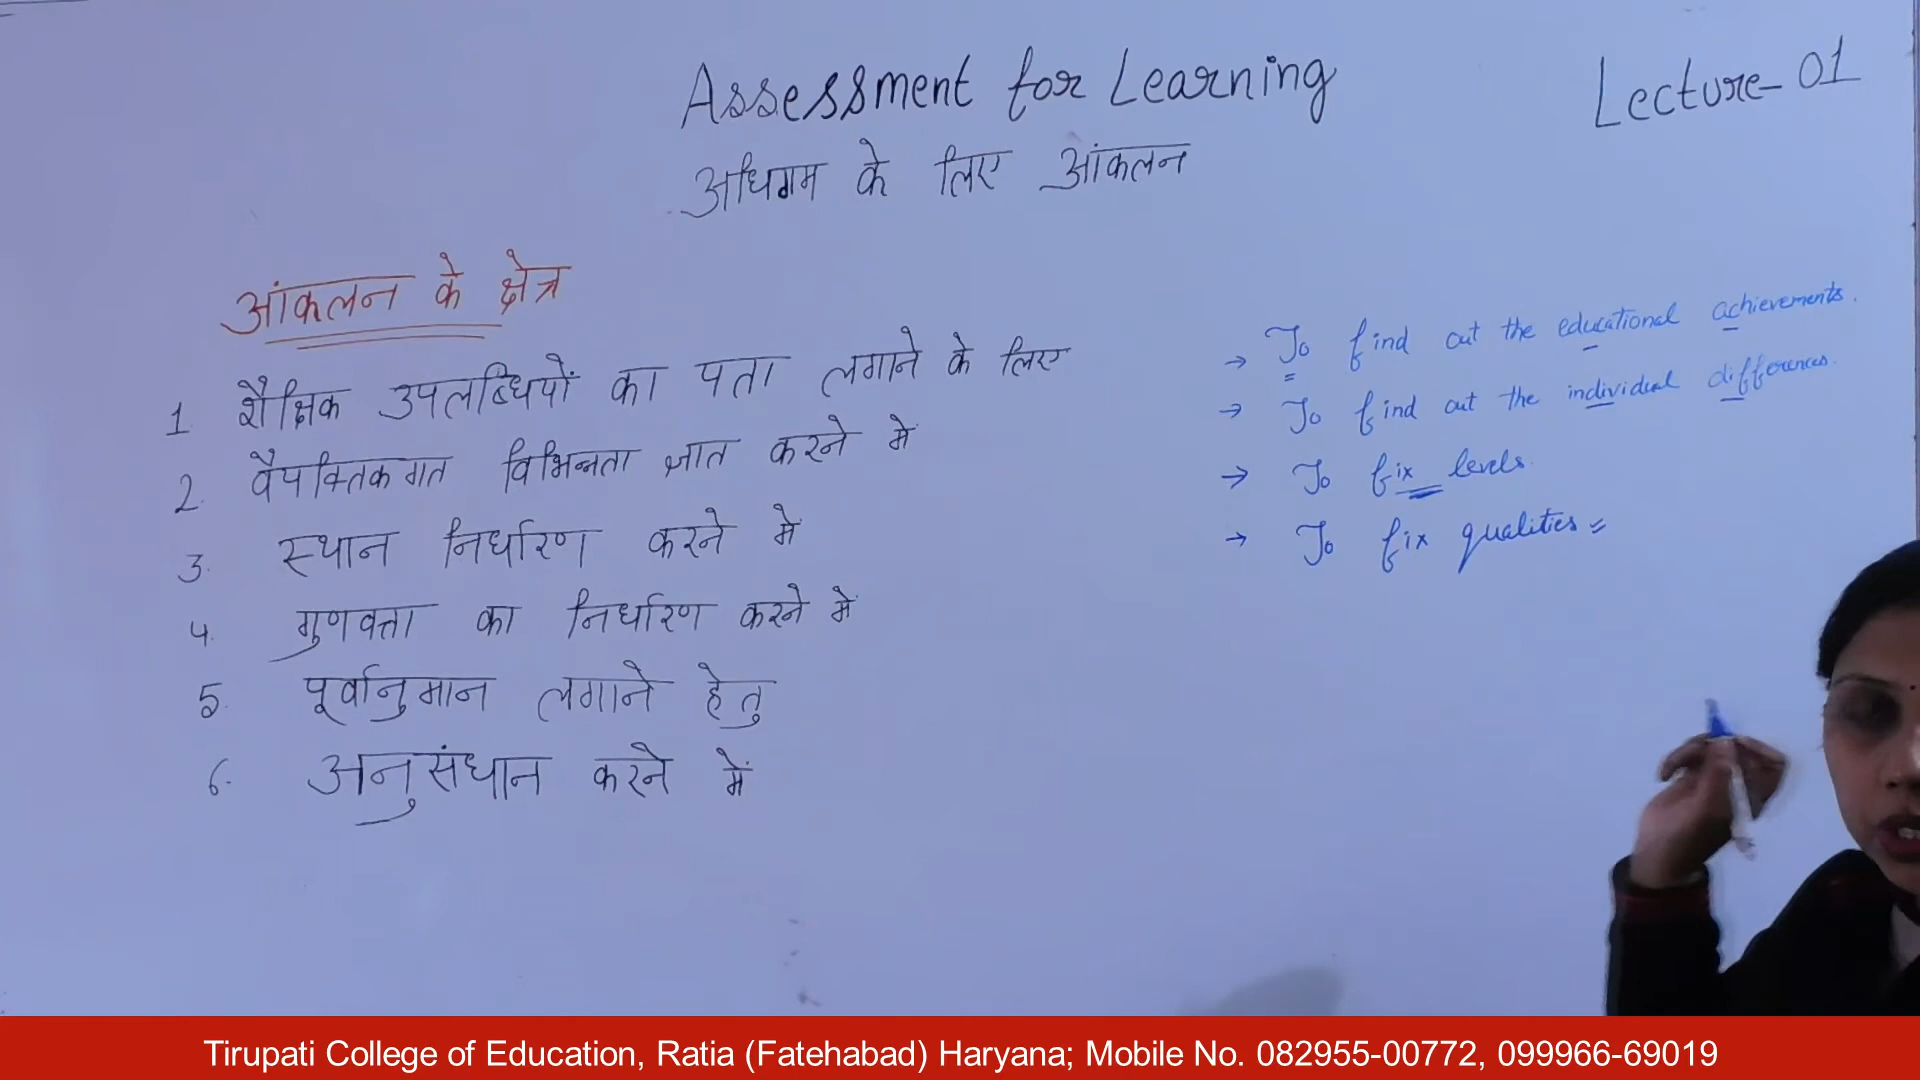 Assessment for Learning
Lecture-01
अधिगम के लिए आंकलन
आंकलन के क्षेत्र
1. शैक्षिक उपलब्धियों का पता लगाने के लिए
2. वैयक्तिकगत विभिन्नता ज्ञात करने में
3. स्थान निर्धारण करने में
4. गुणवत्ता का निर्धारण करने में
5. पूर्वानुमान लगाने हेतु
6. अनुसंधान करने में
→ To find out the educational achievements.
→ To find out the individual differences.
→ To fix levels.
→ To fix qualities =
Tirupati College of Education, Ratia (Fatehabad) Haryana; Mobile No. 082955-00772, 099966-69019